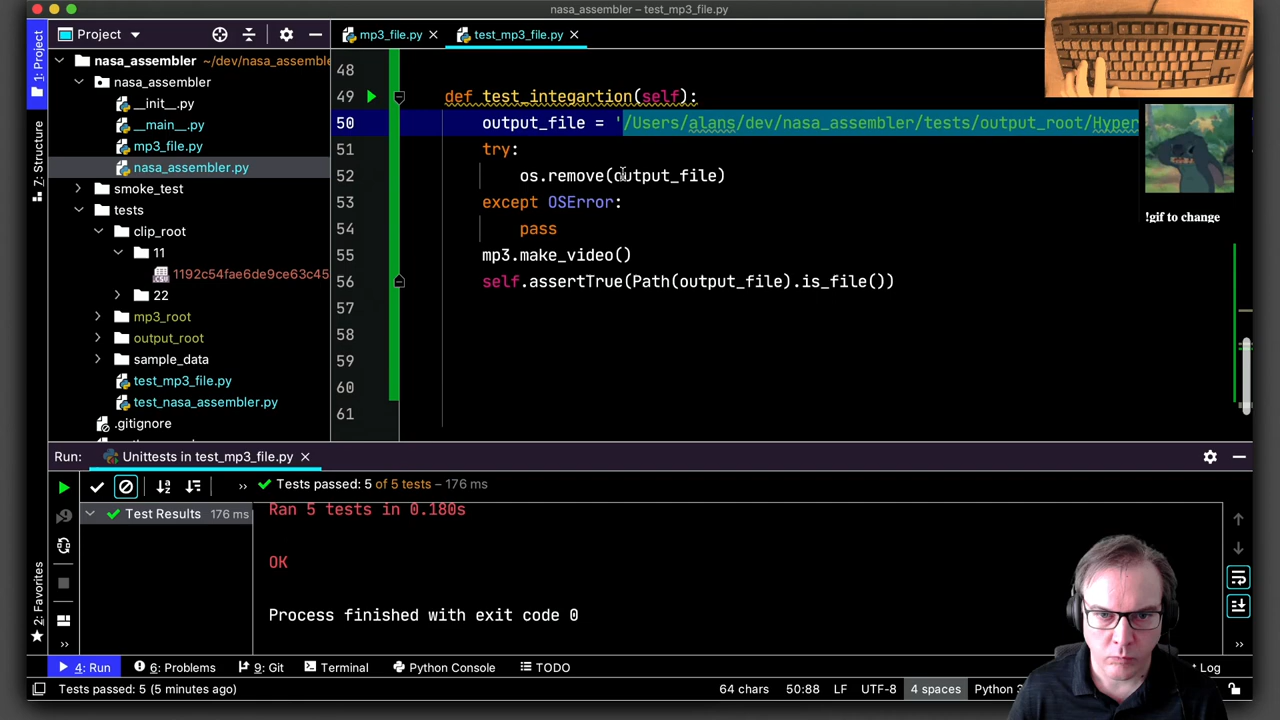 nasa_assembler – test_mp3_file.py
Project
mp3_file.py
test_mp3_file.py
1: Project
7: Structure
2: Favorites
nasa_assembler ~/dev/nasa_assemble
nasa_assembler
__init__.py
__main__.py
mp3_file.py
nasa_assembler.py
smoke_test
tests
clip_root
11
1192c54fae6de9ce63c45
22
mp3_root
output_root
sample_data
test_mp3_file.py
test_nasa_assembler.py
.gitignore
48
49 def test_integartion(self):
50 output_file = '/Users/alans/dev/nasa_assembler/tests/output_root/Hyper
51 try:
52 os.remove(output_file)
53 except OSError:
54 pass
55 mp3.make_video()
56 self.assertTrue(Path(output_file).is_file())
57
58
59
60
61
!gif to change
Run: Unittests in test_mp3_file.py
» Tests passed: 5 of 5 tests – 176 ms
Test Results 176 ms
Ran 5 tests in 0.180s
OK
Process finished with exit code 0
4: Run
6: Problems
9: Git
Terminal
Python Console
TODO
Log
Tests passed: 5 (5 minutes ago)
64 chars
50:88
LF
UTF-8
4 spaces
Python 3